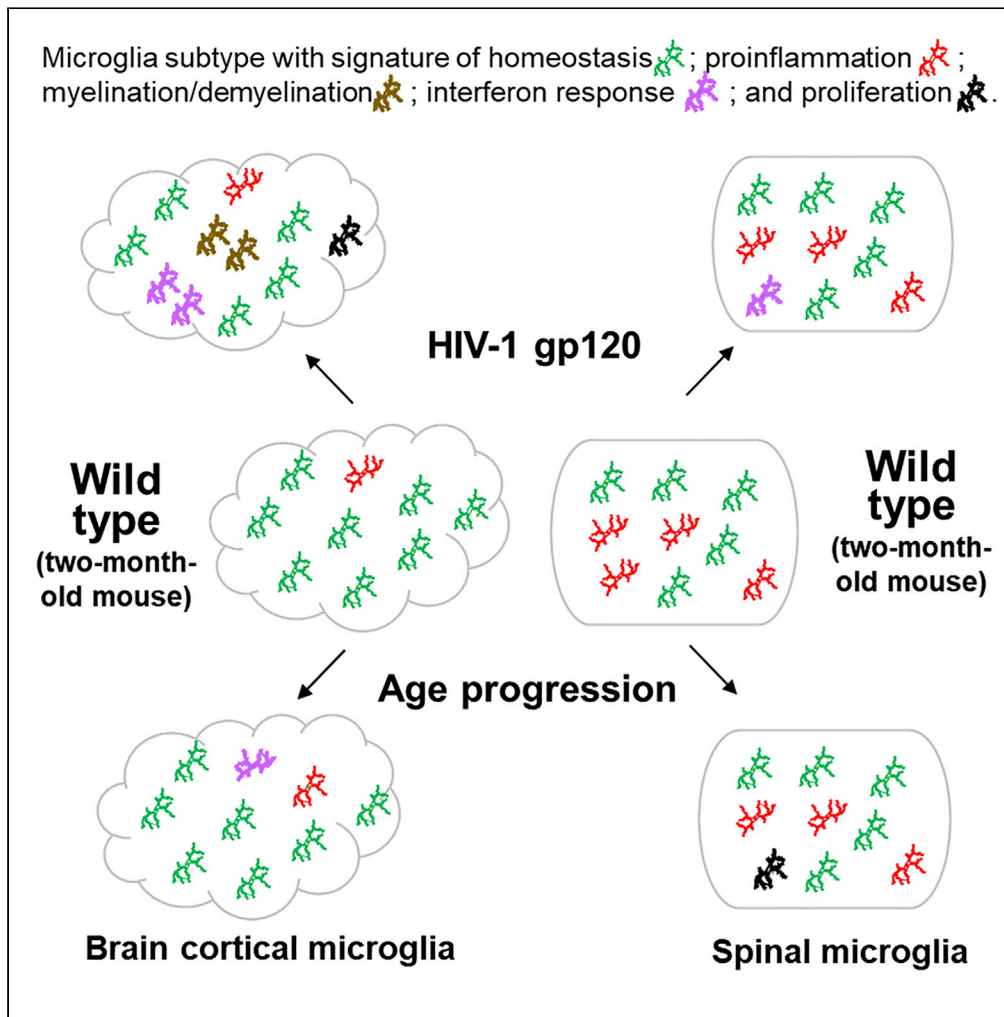 Microglia subtype with signature of homeostasis ; proinflammation ;
myelination/demyelination ; interferon response ; and proliferation .
HIV-1 gp120
Wild
type
(two-month-
old mouse)
Wild
type
(two-month-
old mouse)
Age progression
Brain cortical microglia
Spinal microglia